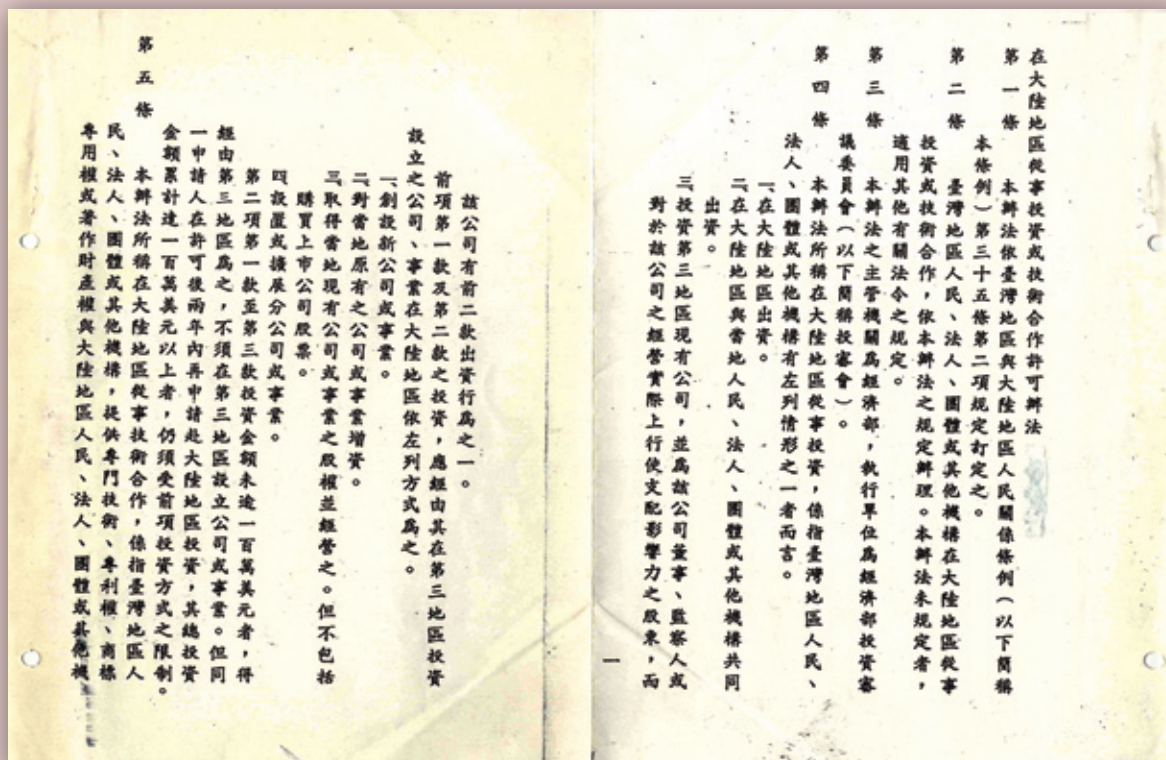 在大陸地區從事投資或技術合作許可辦法
第一條 本辦法依臺灣地區與大陸地區人民關係條例（以下簡稱
本條例）第三十五條第二項規定訂定之。
第二條 臺灣地區人民、法人、團體或其他機構在大陸地區從事
投資或技術合作，依本辦法之規定辦理。本辦法未規定者，
適用其他有關法令之規定。
第三條 本辦法之主管機關為經濟部，執行單位為經濟部投資審
議委員會（以下簡稱投審會）。
第四條 本辦法所稱在大陸地區從事投資，係指臺灣地區人民、
法人、團體或其他機構有左列情形之一者而言。
一、在大陸地區出資。
二、在大陸地區與當地人民、法人、團體或其他機構共同
出資。
三、投資第三地區現有公司，並為該公司董事、監察人或
對於該公司之經營實際上行使支配影響力之股東，而
一
該公司有前二款出資行為之一。
前項第一款及第二款之投資，應經由其在第三地區投資
設立之公司、事業在大陸地區依左列方式為之。
一、創設新公司或事業。
二、對當地原有之公司或事業增資。
三、取得當地現有公司或事業之股權並經營之。但不包括
購買上市公司股票。
四、設置或擴展分公司或事業。
第二項第一款至第三款投資金額未逾一百萬美元者，得
經由第三地區為之，不須在第三地區設立公司或事業。但同
一申請人在許可後兩年內再申請赴大陸地區投資，其總投資
金額累計達一百萬美元以上者，仍須受前項投資方式之限制。
第五條 本辦法所稱在大陸地區從事技術合作，係指臺灣地區人
民、法人、團體或其他機構，提供專門技術、專利權、商標
專用權或著作財產權與大陸地區人民、法人、團體或其他機